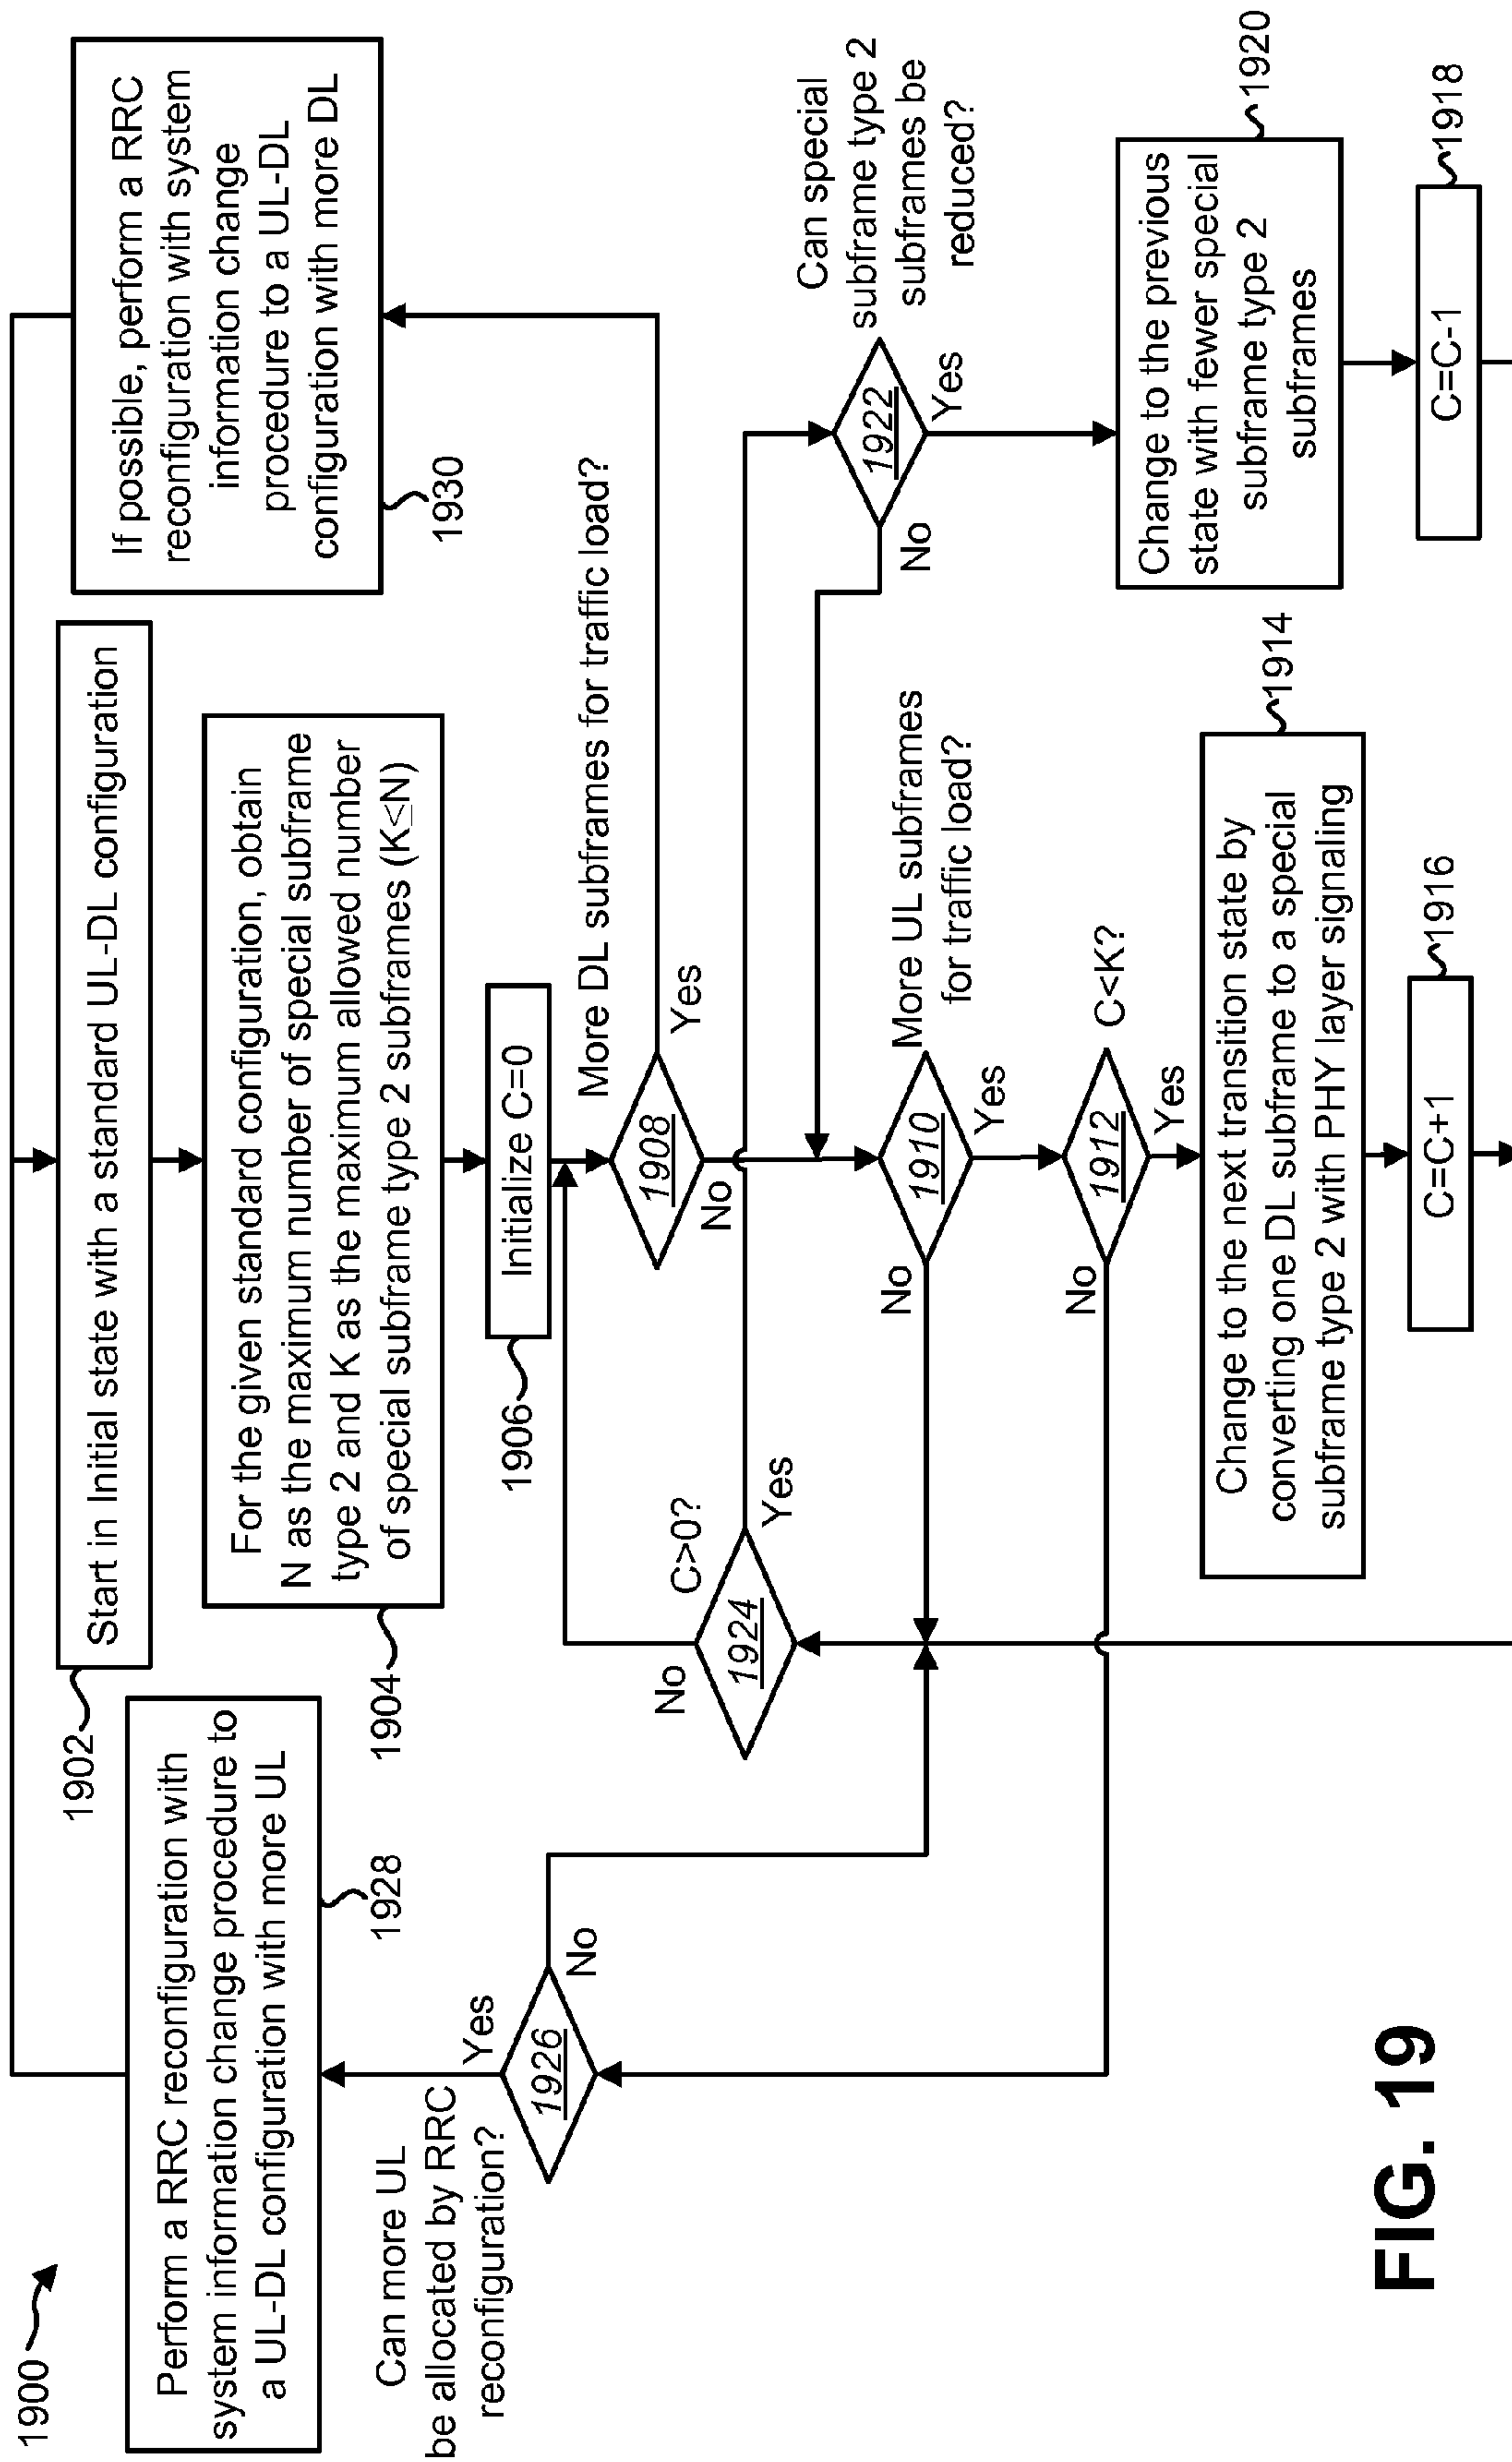 1900
Perform a RRC reconfiguration with
system information change procedure to
a UL-DL configuration with more UL
1928
Can more UL
be allocated by RRC
reconfiguration?
Yes
1926
No
1902
Start in Initial state with a standard UL-DL configuration
1904
For the given standard configuration, obtain
N as the maximum number of special subframe
type 2 and K as the maximum allowed number
of special subframe type 2 subframes (K≤N)
1906
Initialize C=0
More DL subframes for traffic load?
1908
Yes
No
If possible, perform a RRC
reconfiguration with system
information change
procedure to a UL-DL
configuration with more DL
1930
C>0?
1924
No
Yes
Can special
subframe type 2
subframes be
reduced?
1922
No
Yes
More UL subframes
for traffic load?
1910
No
Yes
C<K?
1912
No
Yes
Change to the previous
state with fewer special
subframe type 2
subframes
1920
C=C-1
1918
Change to the next transition state by
converting one DL subframe to a special
subframe type 2 with PHY layer signaling
1914
C=C+1
1916
FIG. 19